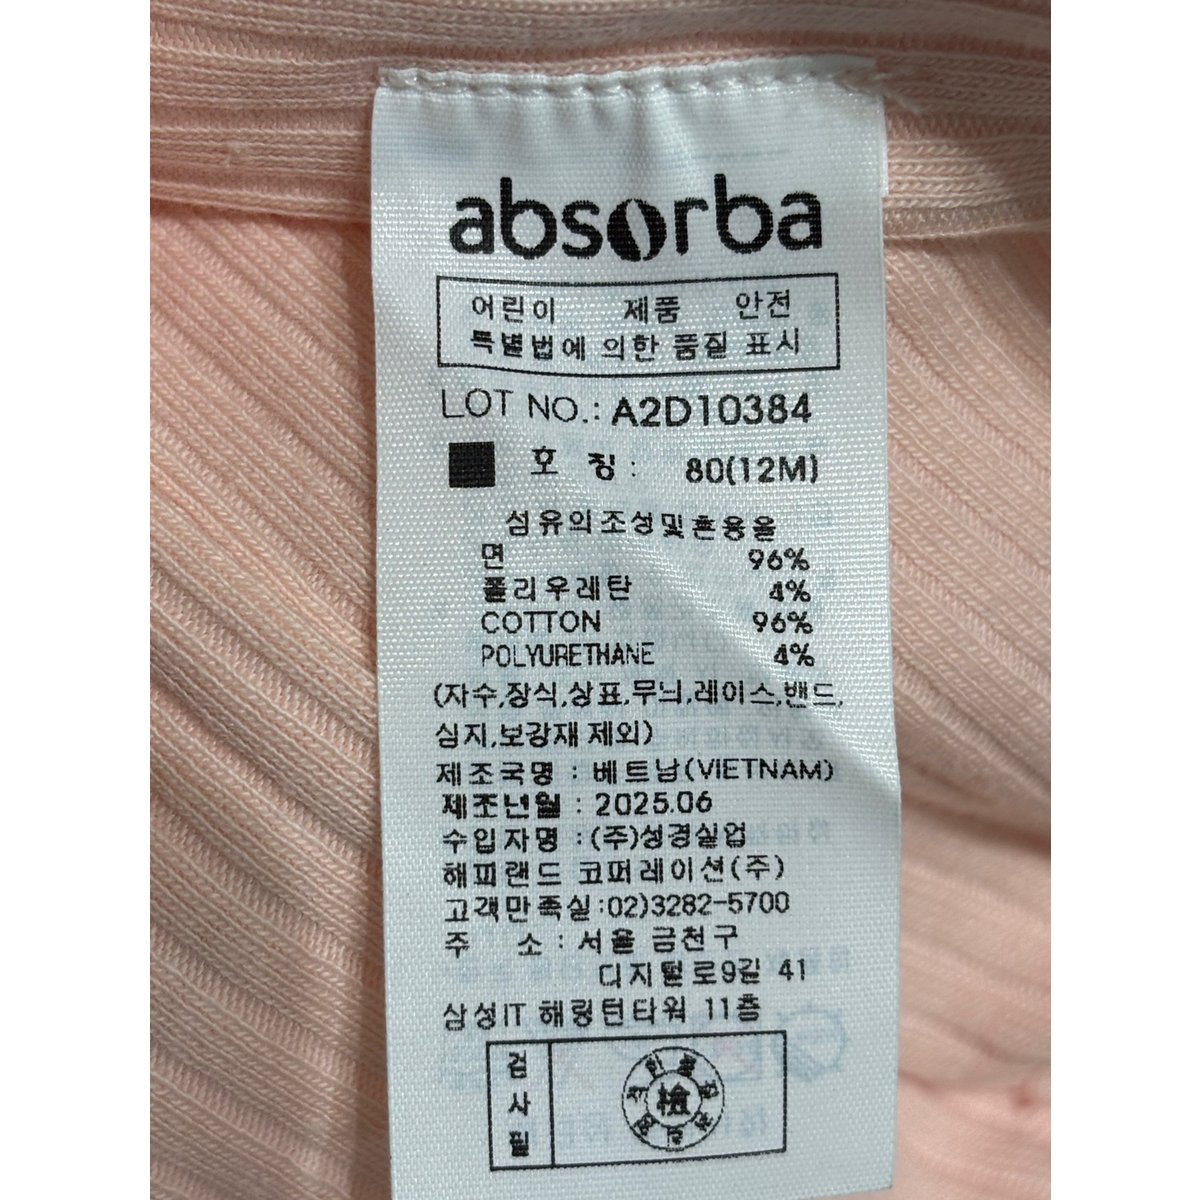 absorba
어린이 제품 안전
특별법에 의한 품질 표시
LOT NO.: A2D10384
호 칭 : 80(12M)
섬유의조성및혼용율
면 96%
폴리우레탄 4%
COTTON 96%
POLYURETHANE 4%
(자수,장식,상표,무늬,레이스,밴드,
심지,보강재 제외)
제조국명 : 베트남(VIETNAM)
제조년월 : 2025.06
수입자명 : (주)성경실업
해피랜드 코퍼레이션(주)
고객만족실:02)3282-5700
주 소 : 서울 금천구
디지털로9길 41
삼성IT 해링턴타워 11층
검사필
檢